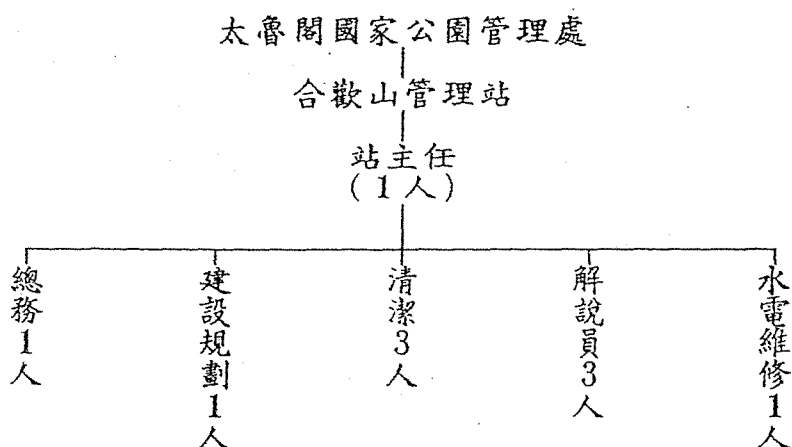 太魯閣國家公園管理處
合歡山管理站
站主任
(1人)
總務1人
建設規劃1人
清潔3人
解說員3人
水電維修1人